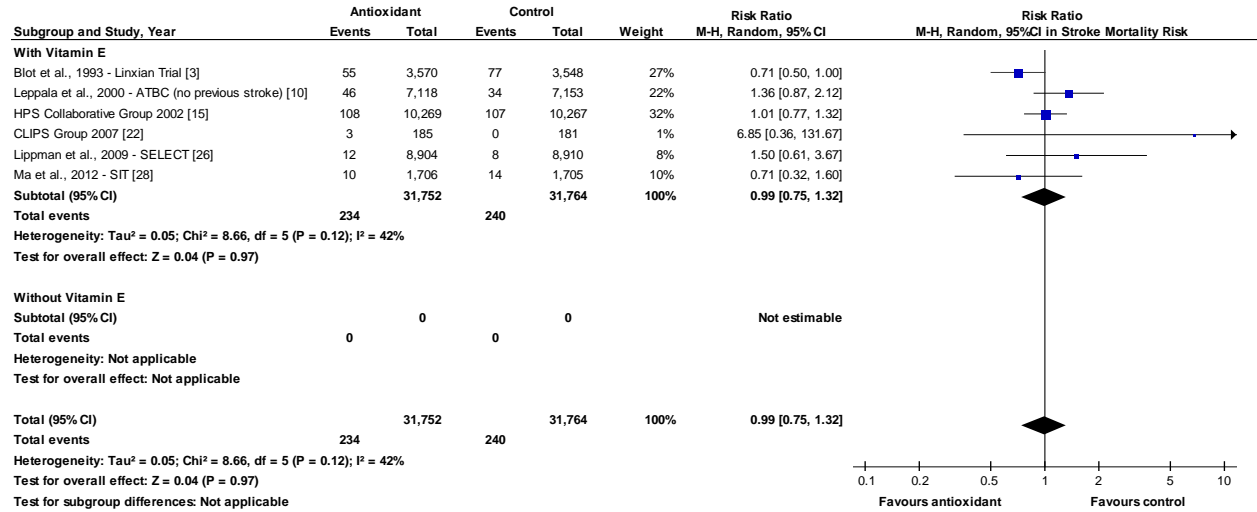 Antioxidant Control Risk Ratio Risk Ratio
Subgroup and Study, Year Events Total Events Total Weight M-H, Random, 95% CI M-H, Random, 95%CI in Stroke Mortality Risk
With Vitamin E
Blot et al., 1993 - Linxian Trial [3] 55 3,570 77 3,548 27% 0.71 [0.50, 1.00]
Leppala et al., 2000 - ATBC (no previous stroke) [10] 46 7,118 34 7,153 22% 1.36 [0.87, 2.12]
HPS Collaborative Group 2002 [15] 108 10,269 107 10,267 32% 1.01 [0.77, 1.32]
CLIPS Group 2007 [22] 3 185 0 181 1% 6.85 [0.36, 131.67]
Lippman et al., 2009 - SELECT [26] 12 8,904 8 8,910 8% 1.50 [0.61, 3.67]
Ma et al., 2012 - SIT [28] 10 1,706 14 1,705 10% 0.71 [0.32, 1.60]
Subtotal (95% CI) 31,752 31,764 100% 0.99 [0.75, 1.32]
Total events 234 240
Heterogeneity: Tau² = 0.05; Chi² = 8.66, df = 5 (P = 0.12); I² = 42%
Test for overall effect: Z = 0.04 (P = 0.97)
Without Vitamin E
Subtotal (95% CI) 0 0 Not estimable
Total events 0 0
Heterogeneity: Not applicable
Test for overall effect: Not applicable
Total (95% CI) 31,752 31,764 100% 0.99 [0.75, 1.32]
Total events 234 240
Heterogeneity: Tau² = 0.05; Chi² = 8.66, df = 5 (P = 0.12); I² = 42%
Test for overall effect: Z = 0.04 (P = 0.97) 0.1 0.2 0.5 1 2 5 10
Test for subgroup differences: Not applicable Favours antioxidant Favours control